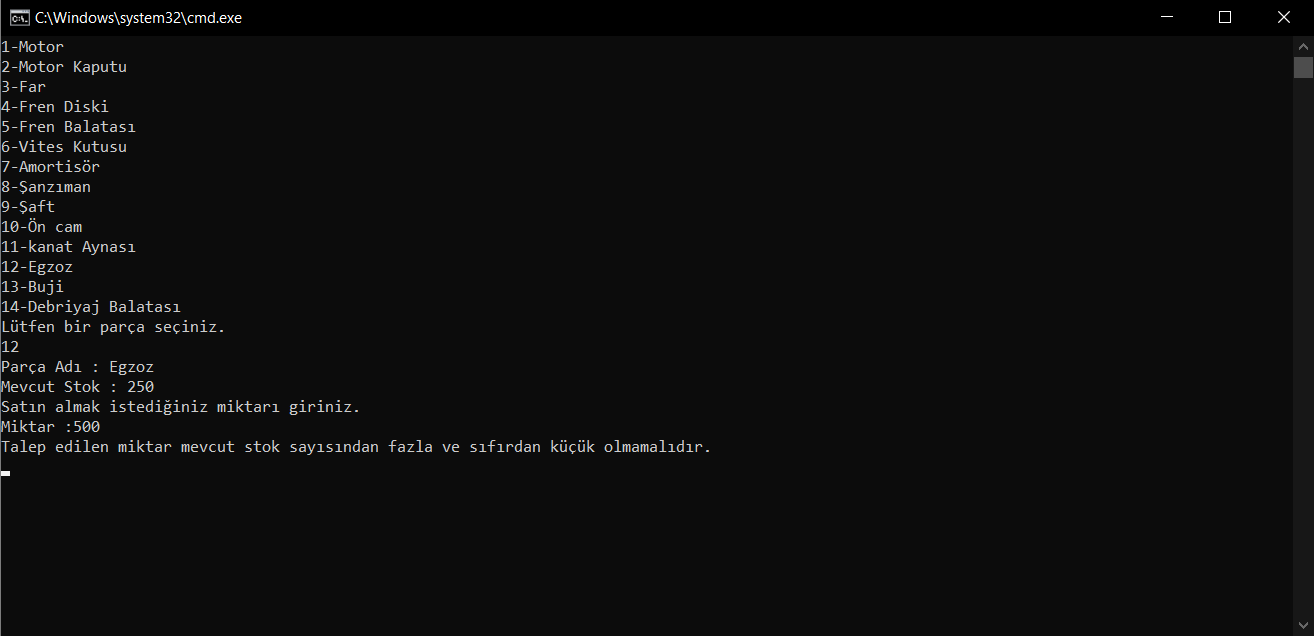 C:\Windows\system32\cmd.exe
1-Motor
2-Motor Kaputu
3-Far
4-Fren Diski
5-Fren Balatası
6-Vites Kutusu
7-Amortisör
8-Şanzıman
9-Şaft
10-Ön cam
11-kanat Aynası
12-Egzoz
13-Buji
14-Debriyaj Balatası
Lütfen bir parça seçiniz.
12
Parça Adı : Egzoz
Mevcut Stok : 250
Satın almak istediğiniz miktarı giriniz.
Miktar :500
Talep edilen miktar mevcut stok sayısından fazla ve sıfırdan küçük olmamalıdır.